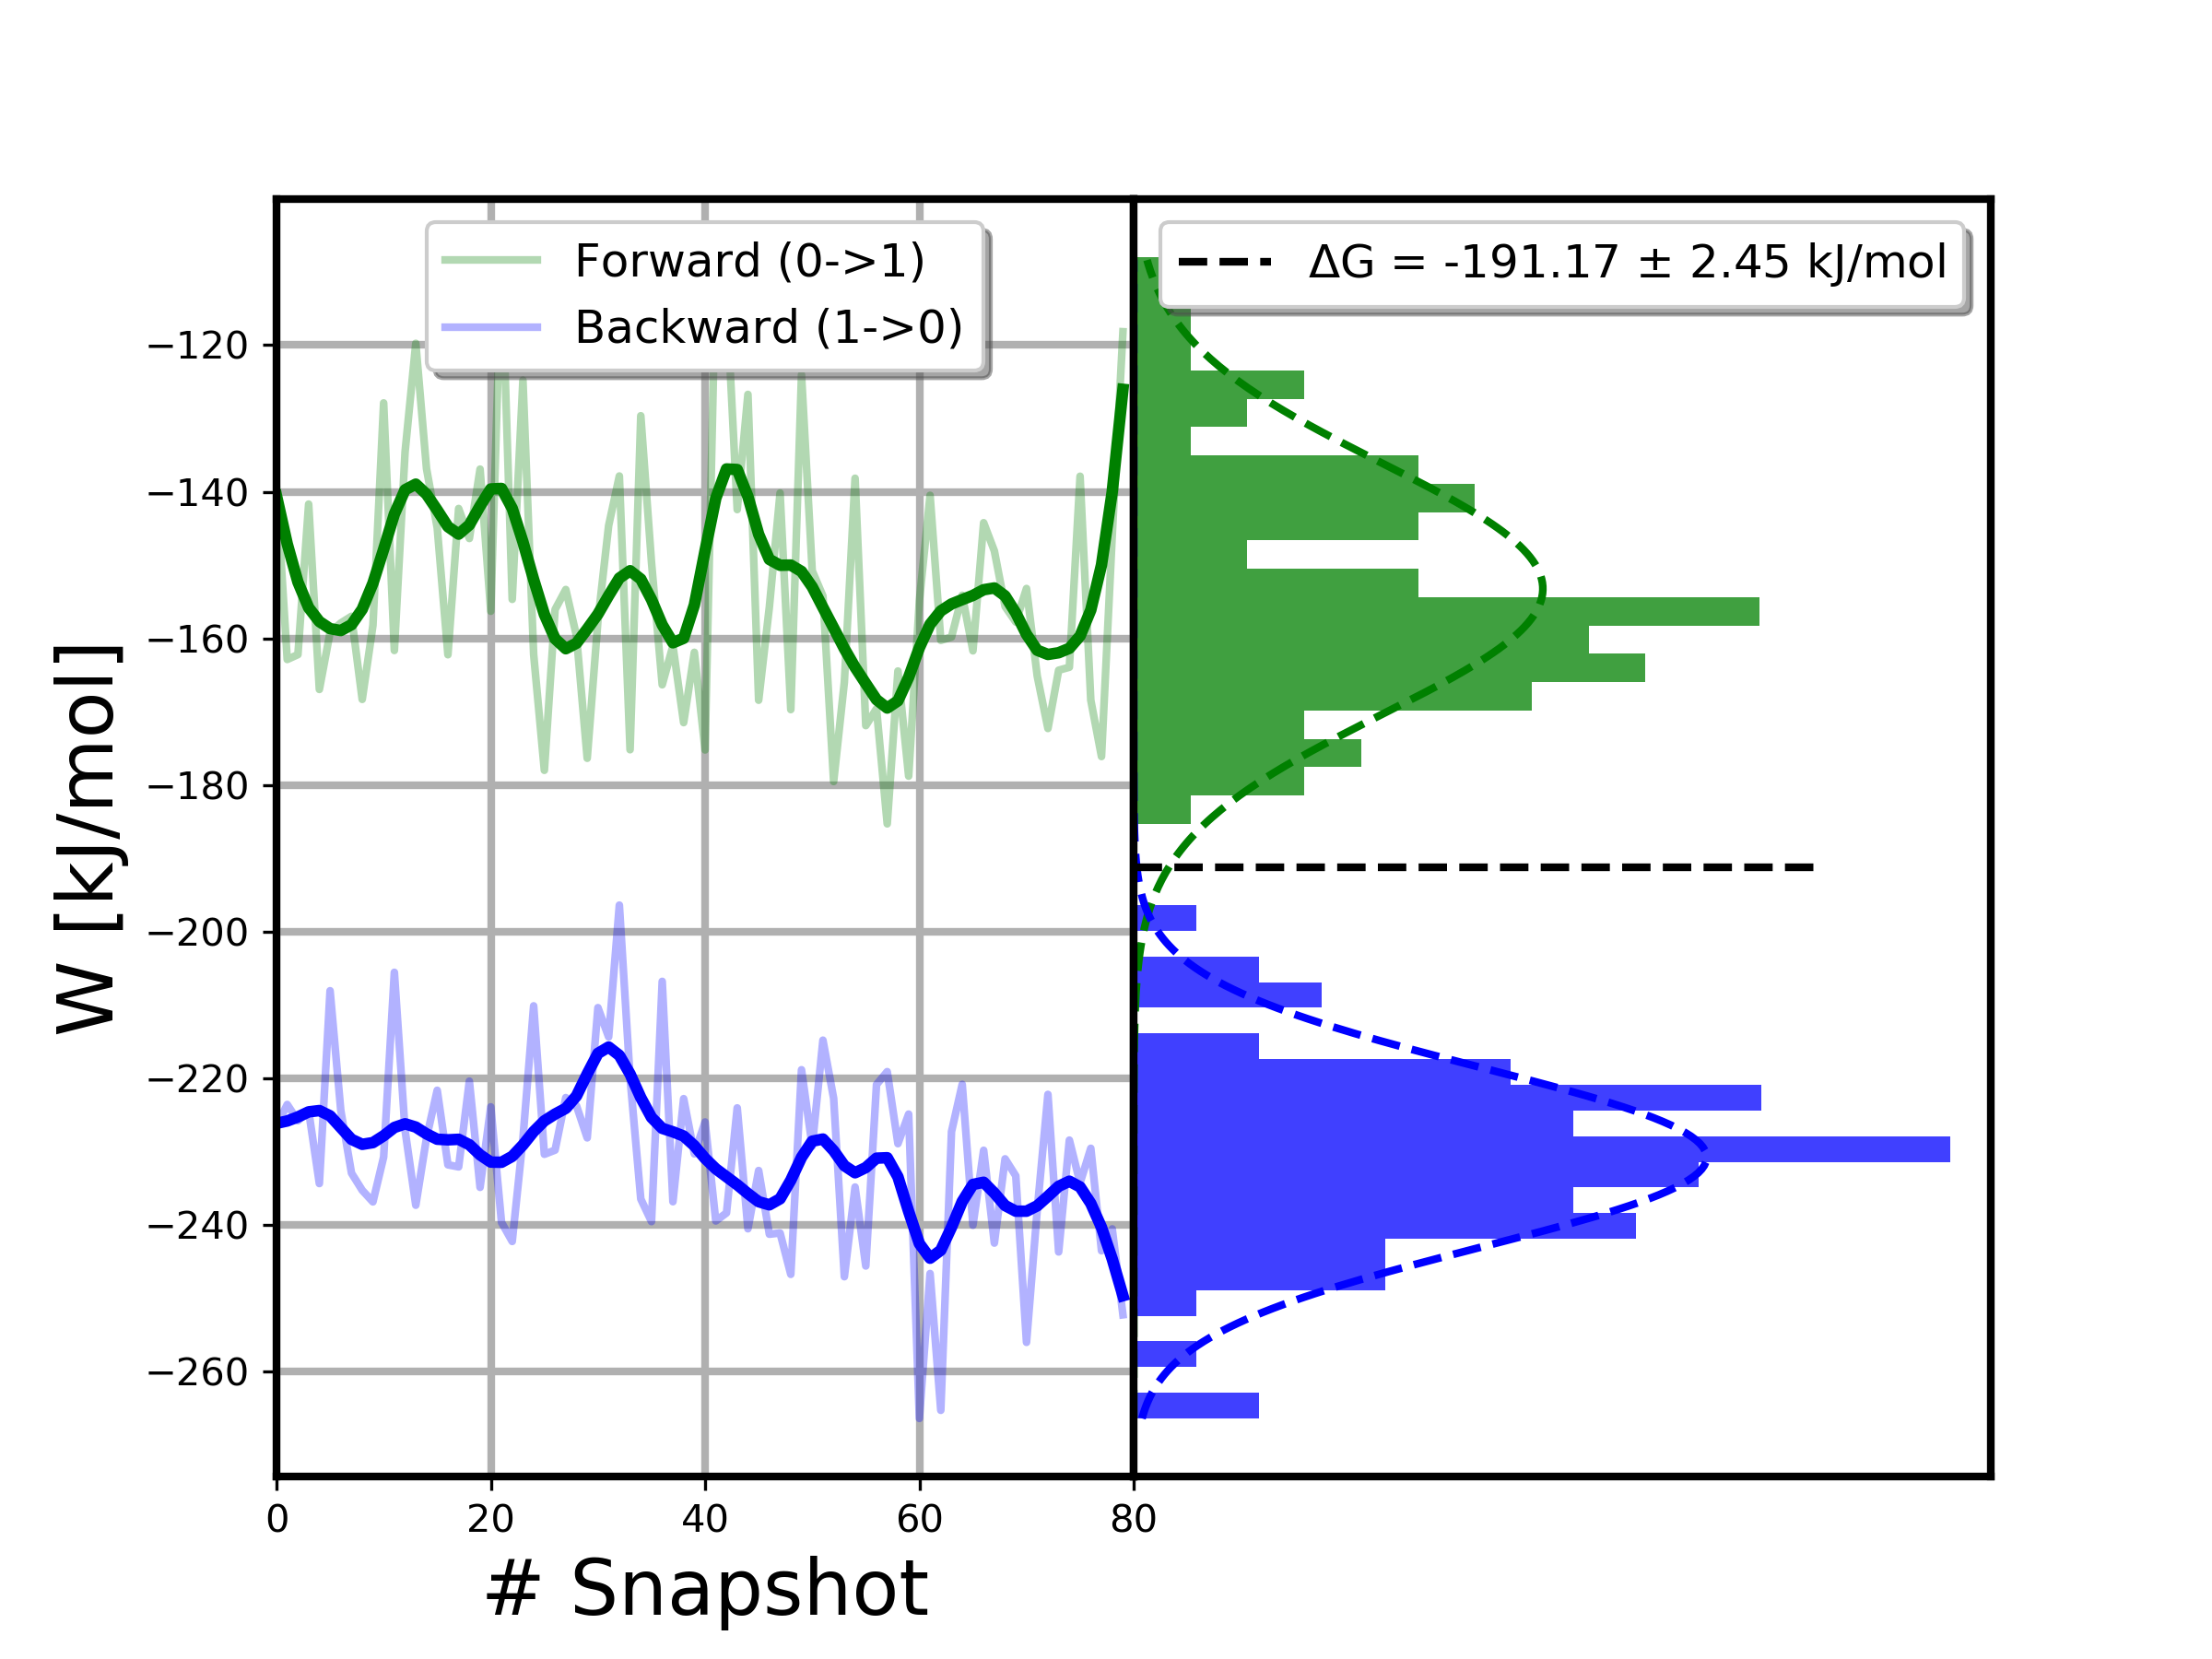 Forward (0->1)
Backward (1->0)
ΔG = -191.17 ± 2.45 kJ/mol
W [kJ/mol]
−120
−140
−160
−180
−200
−220
−240
−260
0 20 40 60 80
# Snapshot